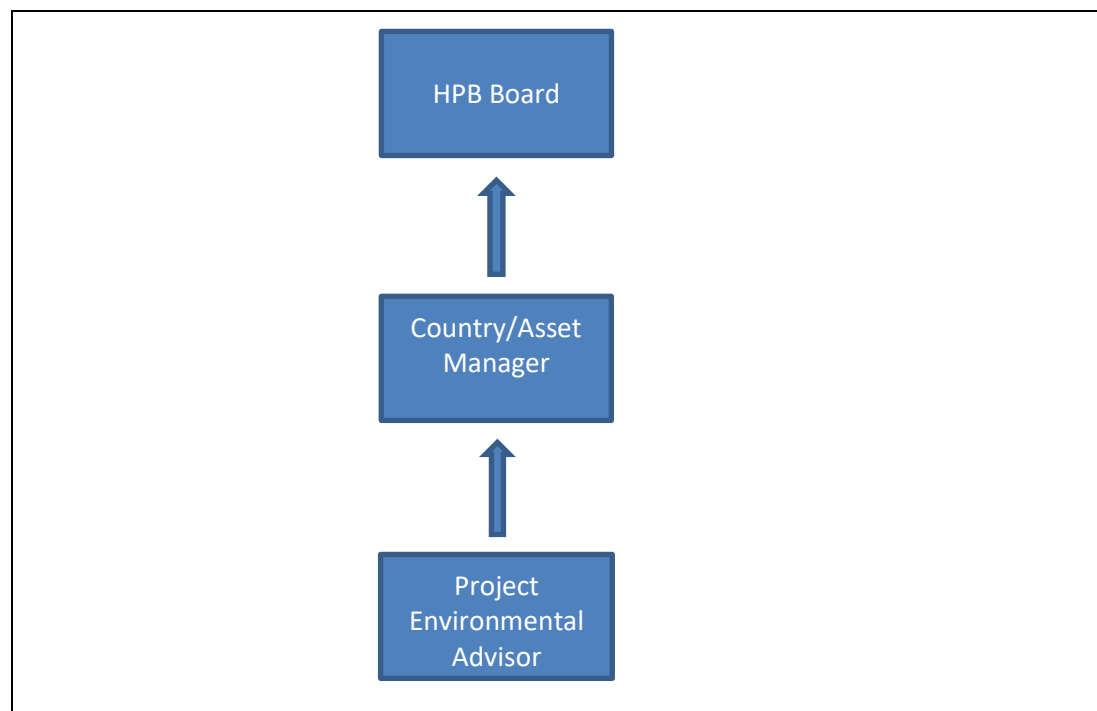 HPB Board
Country/Asset
Manager
Project
Environmental
Advisor